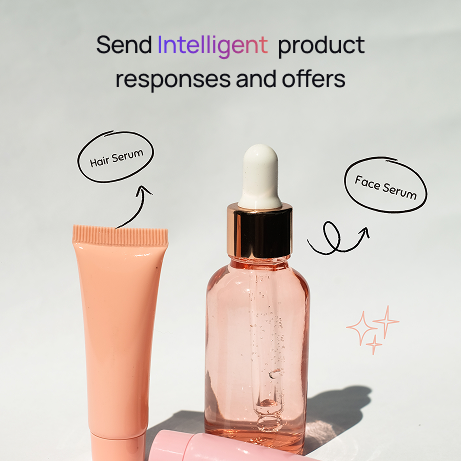 Send Intelligent product
responses and offers
Hair Serum
Face Serum